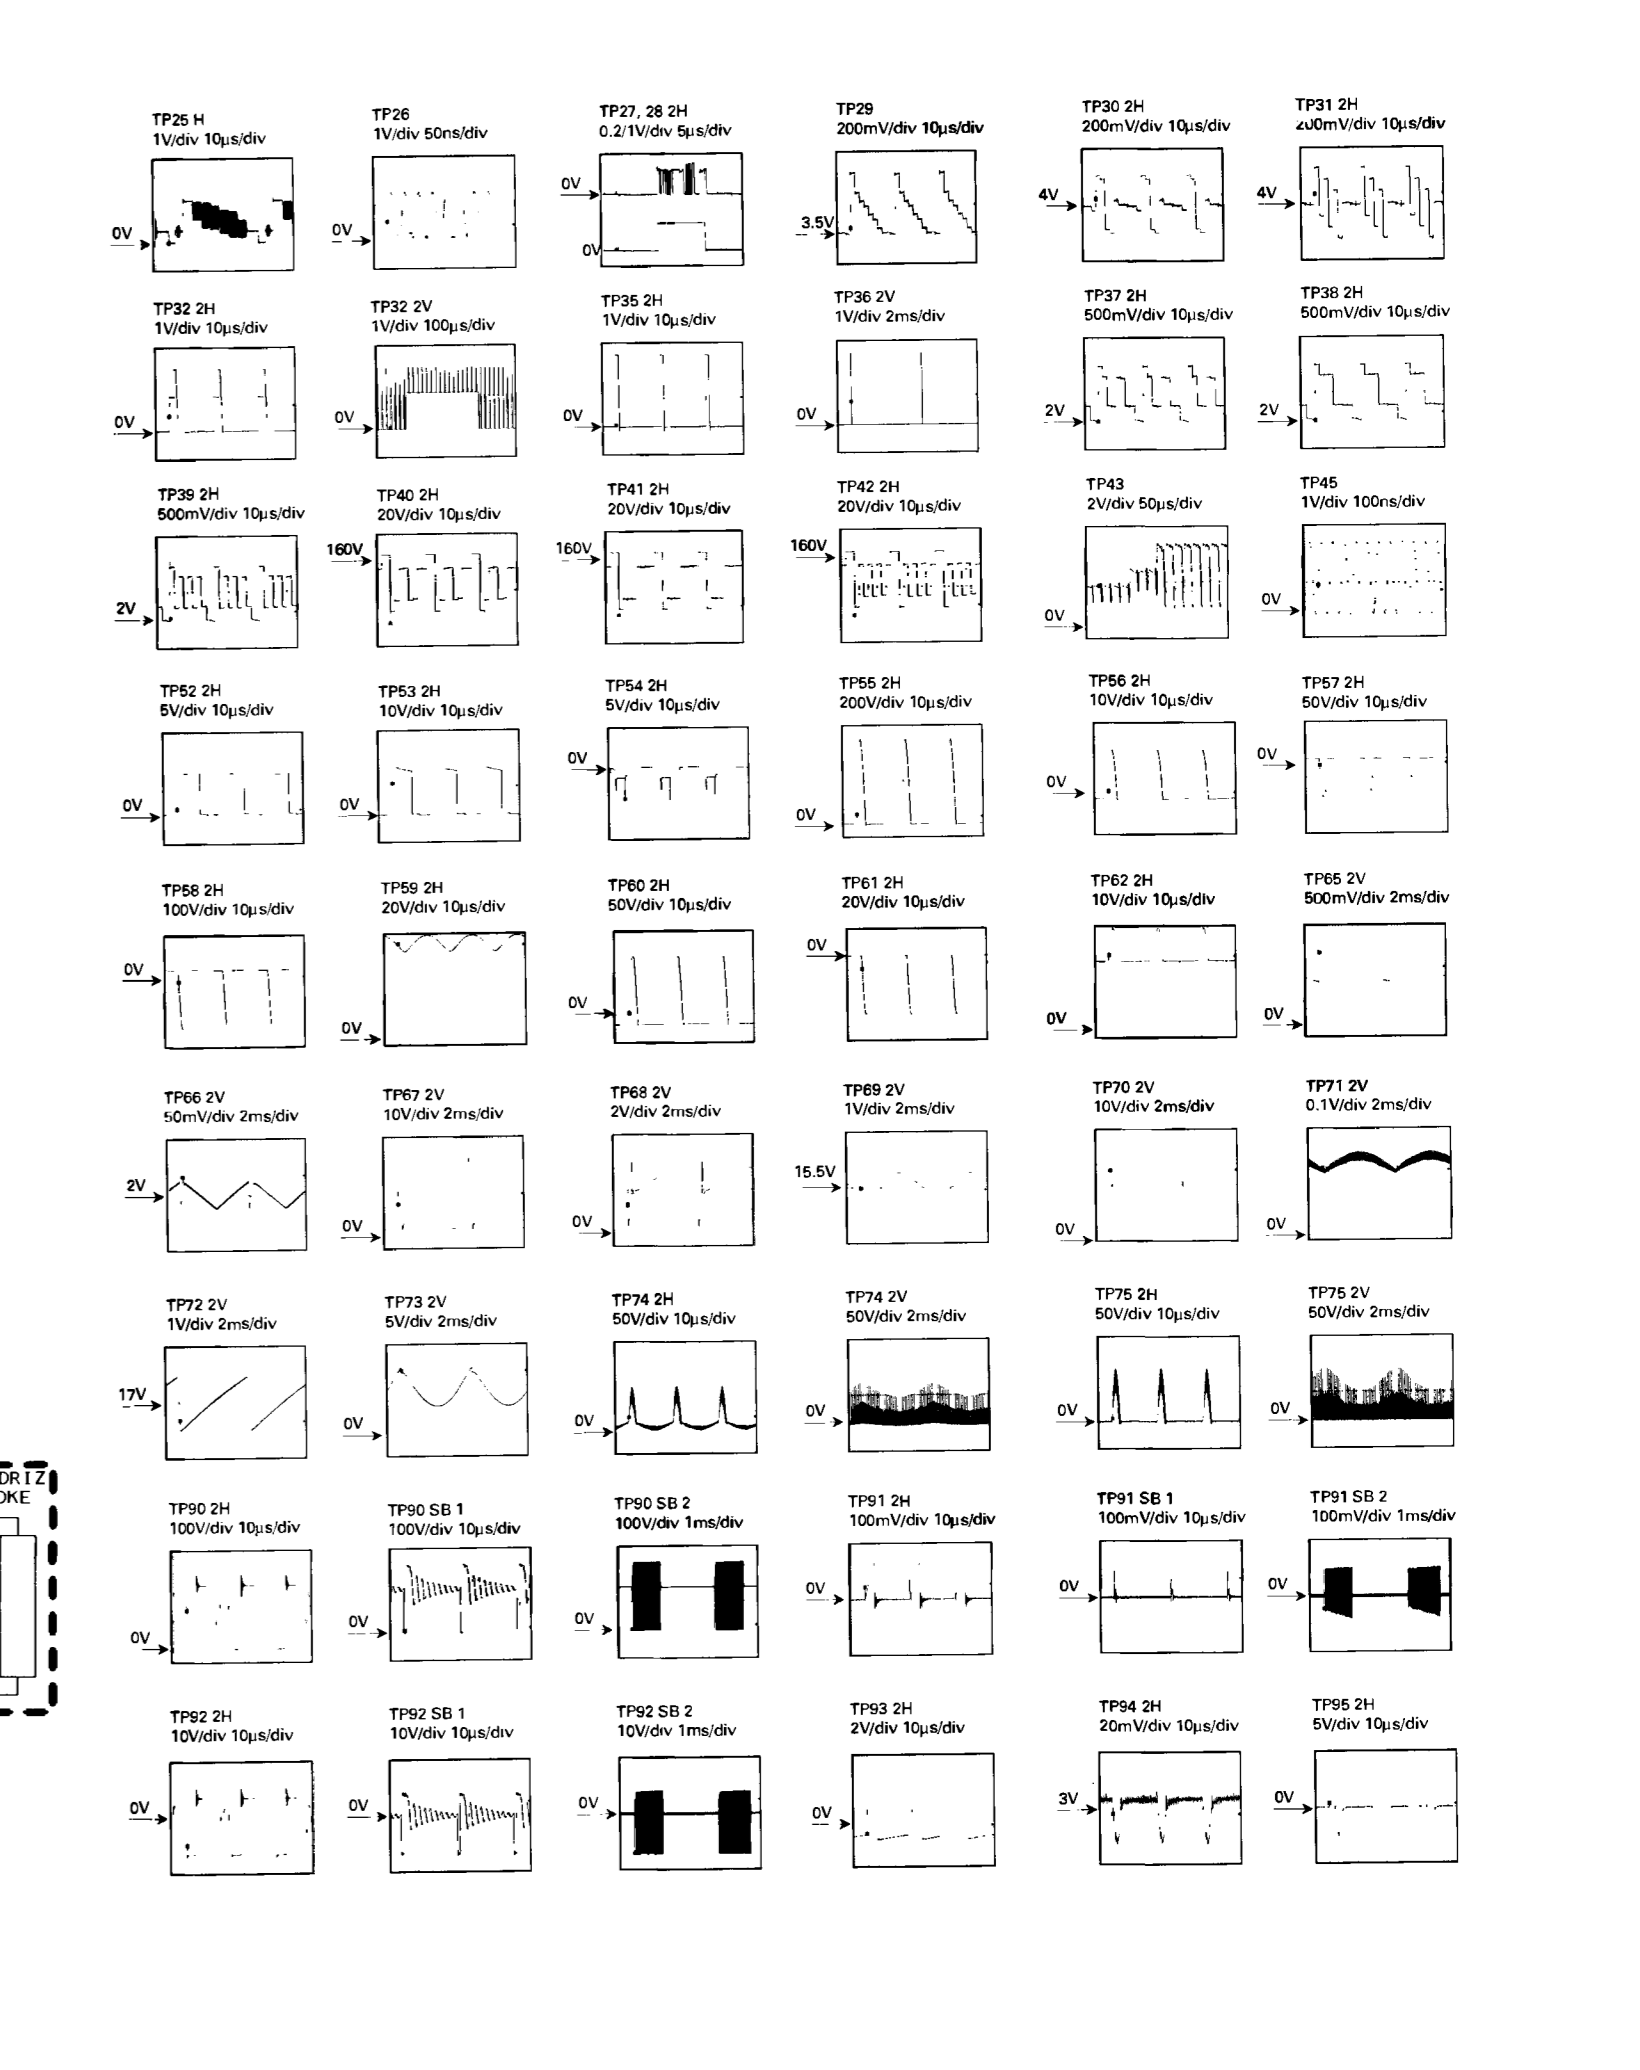 TP25 H
1V/div 10µs/div
0V
TP26
1V/div 50ns/div
0V
TP27, 28 2H
0.2/1V/div 5µs/div
0V
0V
TP29
200mV/div 10µs/div
3.5V
TP30 2H
200mV/div 10µs/div
4V
TP31 2H
200mV/div 10µs/div
4V
TP32 2H
1V/div 10µs/div
0V
TP32 2V
1V/div 100µs/div
0V
TP35 2H
1V/div 10µs/div
0V
TP36 2V
1V/div 2ms/div
0V
TP37 2H
500mV/div 10µs/div
2V
TP38 2H
500mV/div 10µs/div
2V
TP39 2H
500mV/div 10µs/div
2V
TP40 2H
20V/div 10µs/div
160V
TP41 2H
20V/div 10µs/div
160V
TP42 2H
20V/div 10µs/div
160V
TP43
2V/div 50µs/div
0V
TP45
1V/div 100ns/div
0V
TP52 2H
5V/div 10µs/div
0V
TP53 2H
10V/div 10µs/div
0V
TP54 2H
5V/div 10µs/div
0V
TP55 2H
200V/div 10µs/div
0V
TP56 2H
10V/div 10µs/div
0V
TP57 2H
50V/div 10µs/div
0V
TP58 2H
100V/div 10µs/div
0V
TP59 2H
20V/div 10µs/div
0V
TP60 2H
50V/div 10µs/div
0V
TP61 2H
20V/div 10µs/div
0V
TP62 2H
10V/div 10µs/div
0V
TP65 2V
500mV/div 2ms/div
0V
TP66 2V
50mV/div 2ms/div
2V
TP67 2V
10V/div 2ms/div
0V
TP68 2V
2V/div 2ms/div
0V
TP69 2V
1V/div 2ms/div
15.5V
TP70 2V
10V/div 2ms/div
0V
TP71 2V
0.1V/div 2ms/div
0V
TP72 2V
1V/div 2ms/div
17V
TP73 2V
5V/div 2ms/div
0V
TP74 2H
50V/div 10µs/div
0V
TP74 2V
50V/div 2ms/div
0V
TP75 2H
50V/div 10µs/div
0V
TP75 2V
50V/div 2ms/div
0V
DRIZ
OKE
TP90 2H
100V/div 10µs/div
0V
TP90 SB 1
100V/div 10µs/div
0V
TP90 SB 2
100V/div 1ms/div
0V
TP91 2H
100mV/div 10µs/div
0V
TP91 SB 1
100mV/div 10µs/div
0V
TP91 SB 2
100mV/div 1ms/div
0V
TP92 2H
10V/div 10µs/div
0V
TP92 SB 1
10V/div 10µs/div
0V
TP92 SB 2
10V/div 1ms/div
0V
TP93 2H
2V/div 10µs/div
0V
TP94 2H
20mV/div 10µs/div
3V
TP95 2H
5V/div 10µs/div
0V